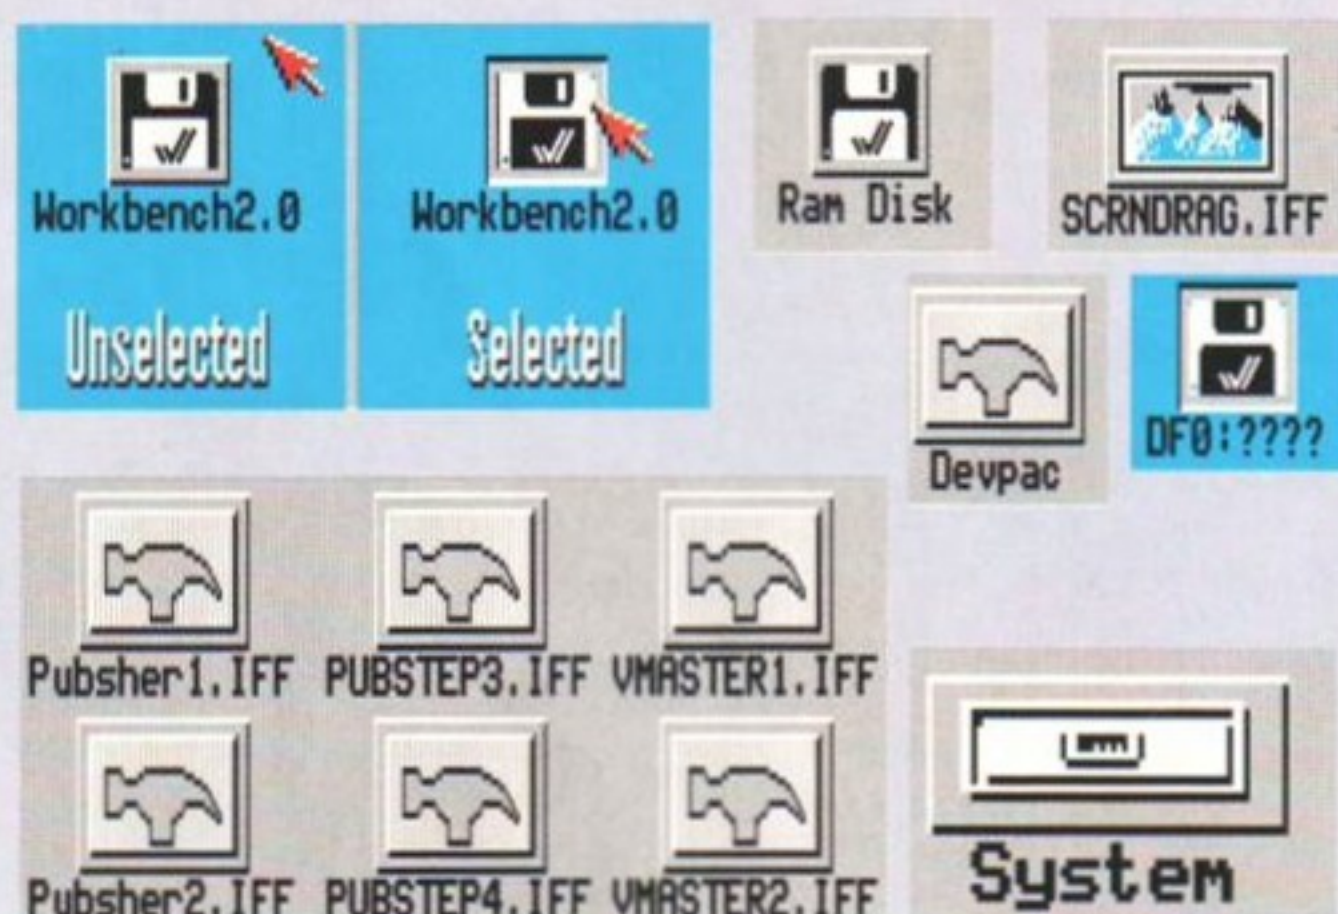 Workbench2.0
Workbench2.0
Ram Disk
SCRNDRAG.IFF
Unselected
Selected
Devpac
DF0:????
Pubsher1.IFF
PUBSTEP3.IFF
VMASTER1.IFF
System
Pubsher2.IFF
PUBSTEP4.IFF
VMASTER2.IFF